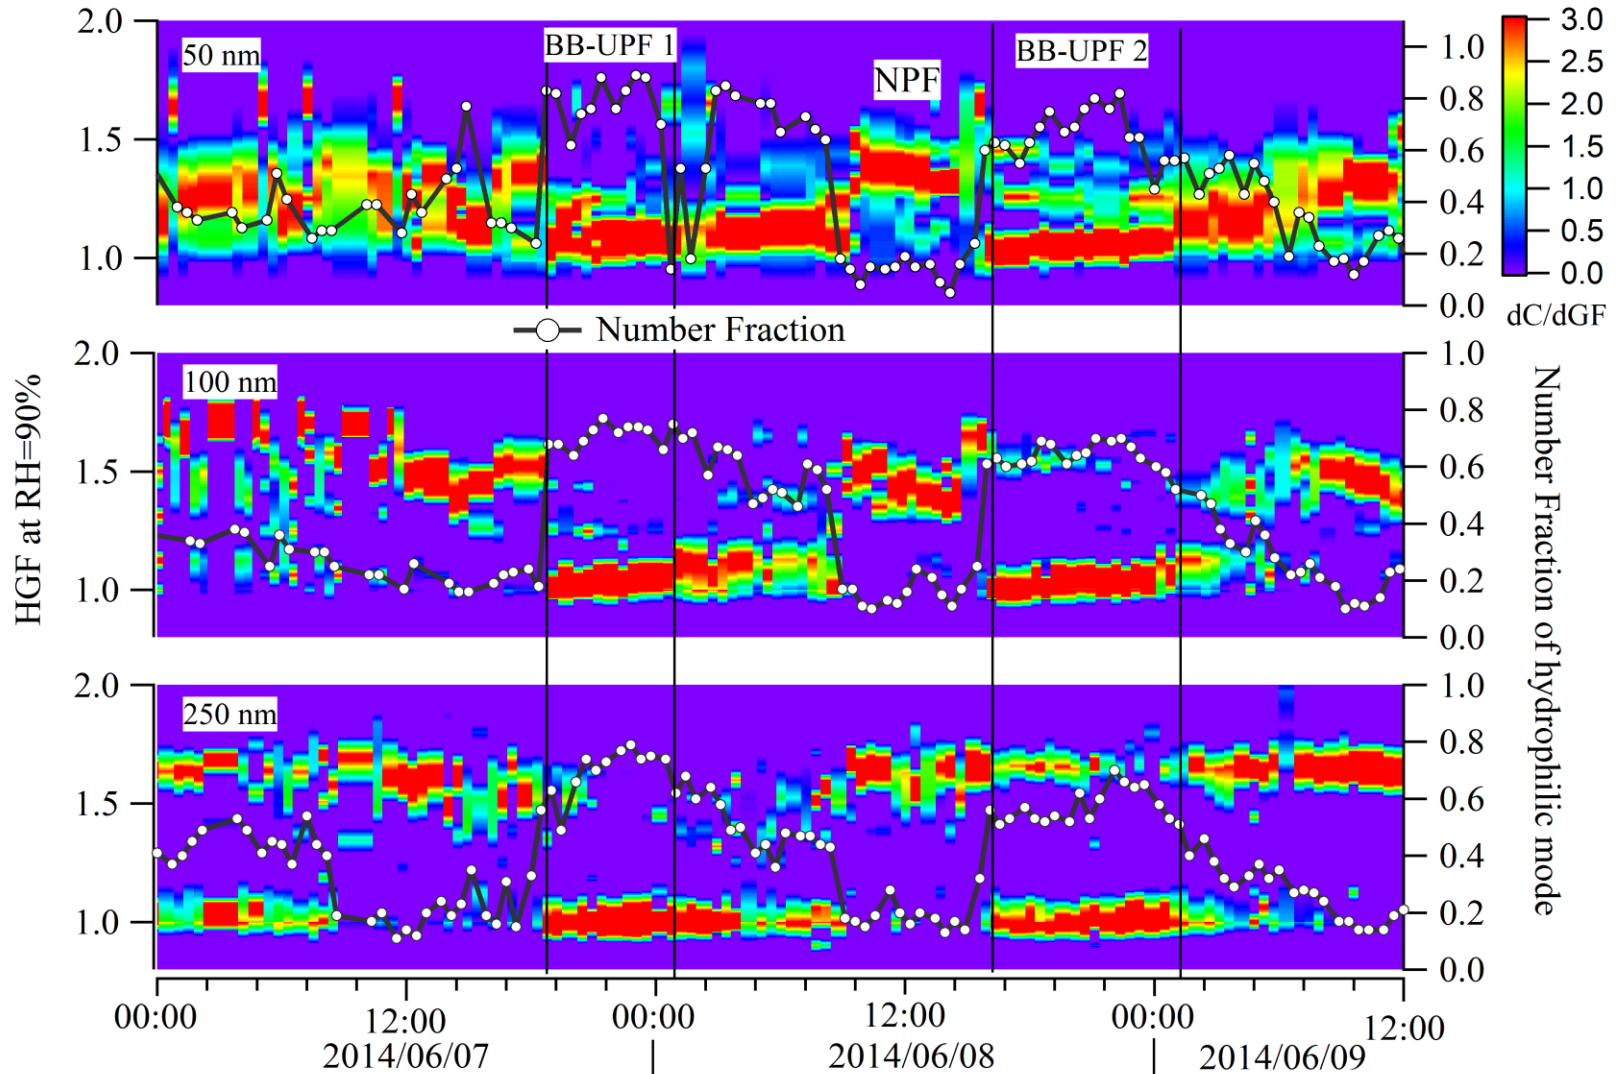 2.0
1.5
1.0
50 nm
BB-UPF 1
NPF
BB-UPF 2
1.0
0.8
0.6
0.4
0.2
0.0
3.0
2.5
2.0
1.5
1.0
0.5
0.0
dC/dGF
Number Fraction
2.0
1.5
1.0
100 nm
1.0
0.8
0.6
0.4
0.2
0.0
HGF at RH=90%
Number Fraction of hydrophilic mode
2.0
1.5
1.0
250 nm
1.0
0.8
0.6
0.4
0.2
0.0
00:00 12:00 00:00 12:00 00:00 12:00
2014/06/07 2014/06/08 2014/06/09